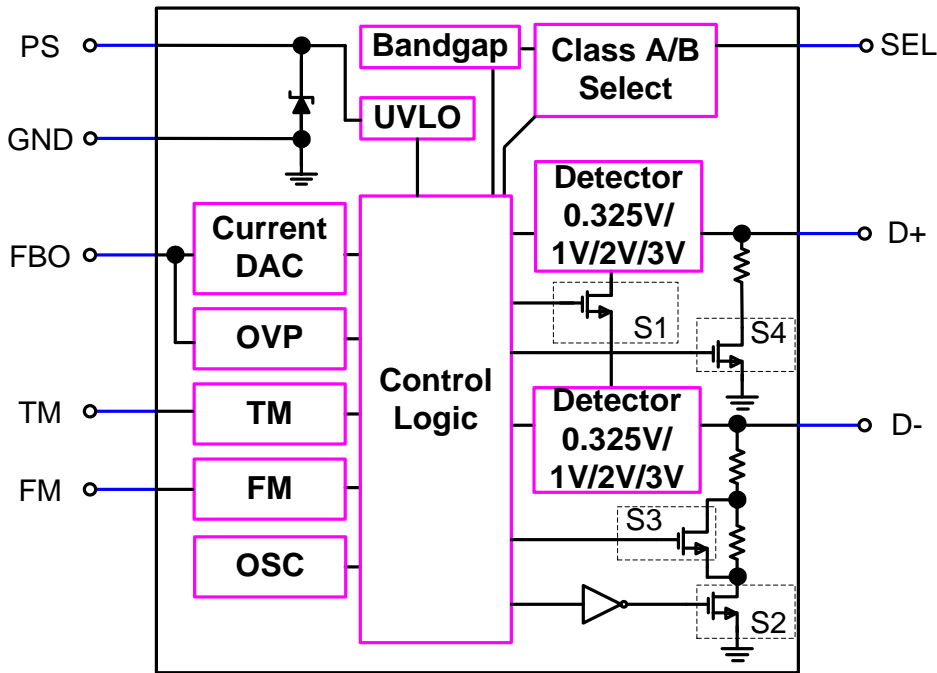 PS
GND
FBO
TM
FM
Bandgap
UVLO
Class A/B
Select
SEL
Current
DAC
OVP
TM
FM
OSC
Control
Logic
Detector
0.325V/
1V/2V/3V
D+
S1
S4
Detector
0.325V/
1V/2V/3V
D-
S3
S2